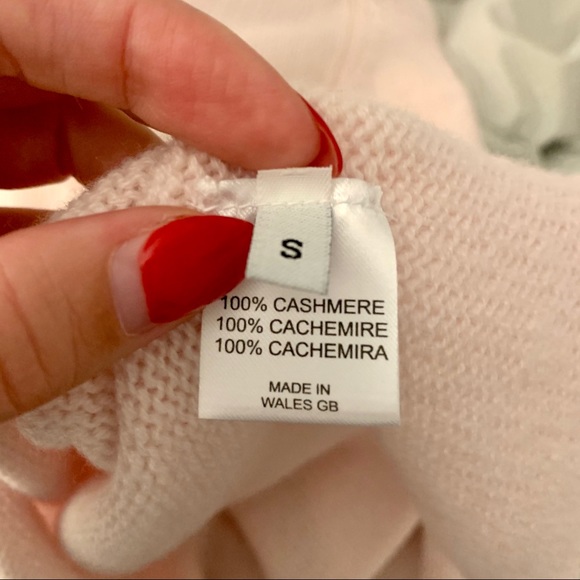 S
100% CASHMERE
100% CACHEMIRE
100% CACHEMIRA
MADE IN
WALES GB